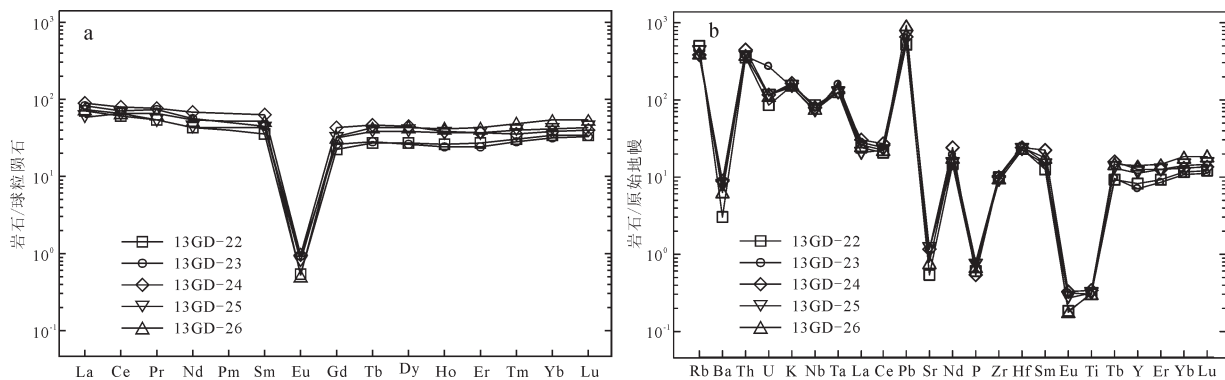 a
岩石/球粒陨石
10³
10²
10¹
10⁰
10⁻¹
13GD-22
13GD-23
13GD-24
13GD-25
13GD-26
La Ce Pr Nd Pm Sm Eu Gd Tb Dy Ho Er Tm Yb Lu
b
岩石/原始地幔
10³
10²
10¹
10⁰
10⁻¹
13GD-22
13GD-23
13GD-24
13GD-25
13GD-26
Rb Ba Th U K Nb Ta La Ce Pb Sr Nd P Zr Hf Sm Eu Ti Tb Y Er Yb Lu